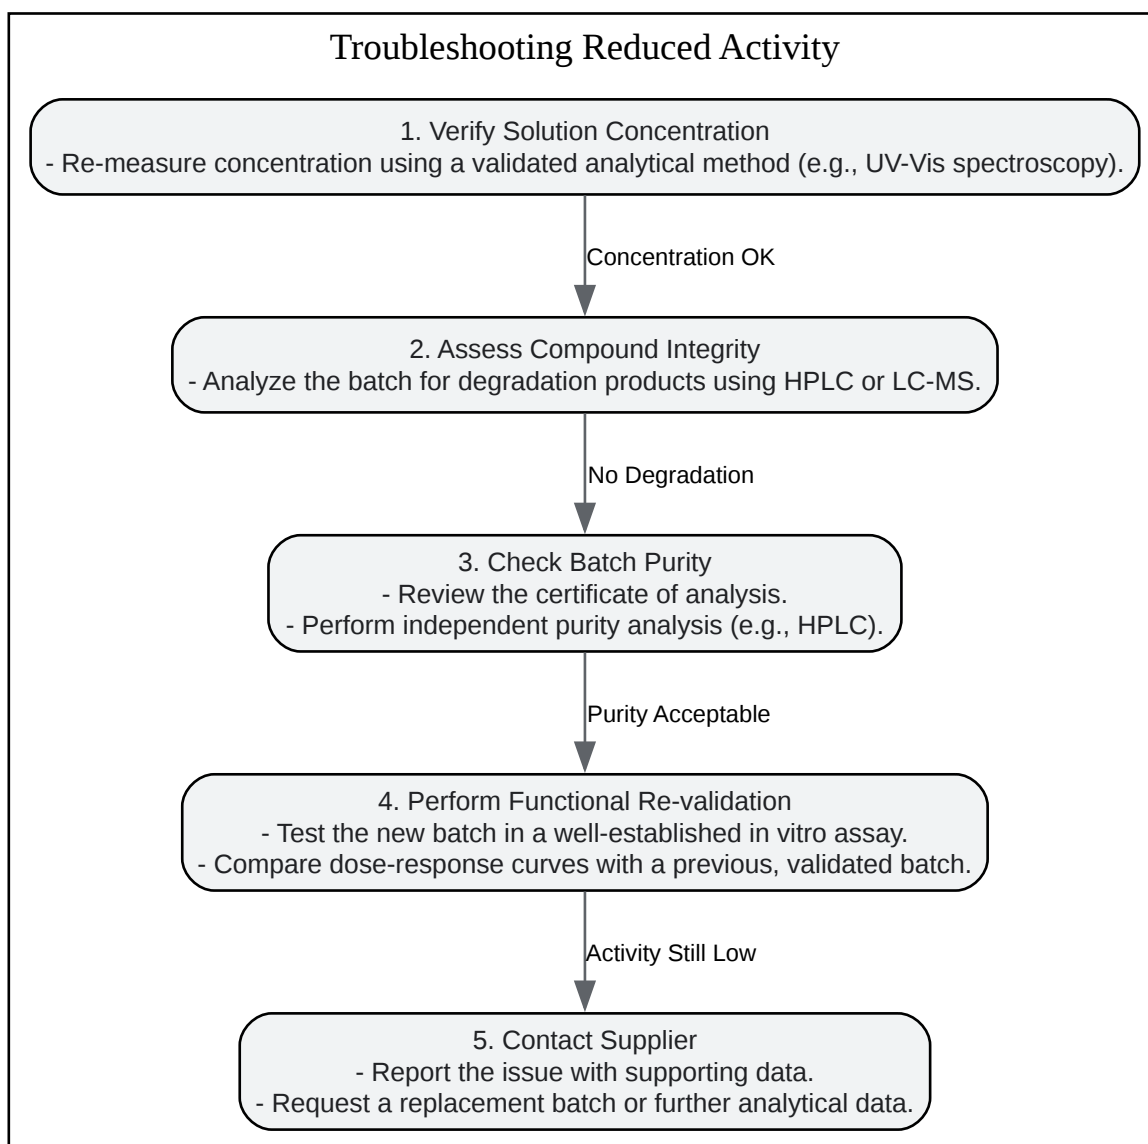 Troubleshooting Reduced Activity
1. Verify Solution Concentration
- Re-measure concentration using a validated analytical method (e.g., UV-Vis spectroscopy).
Concentration OK
2. Assess Compound Integrity
- Analyze the batch for degradation products using HPLC or LC-MS.
No Degradation
3. Check Batch Purity
- Review the certificate of analysis.
- Perform independent purity analysis (e.g., HPLC).
Purity Acceptable
4. Perform Functional Re-validation
- Test the new batch in a well-established in vitro assay.
- Compare dose-response curves with a previous, validated batch.
Activity Still Low
5. Contact Supplier
- Report the issue with supporting data.
- Request a replacement batch or further analytical data.